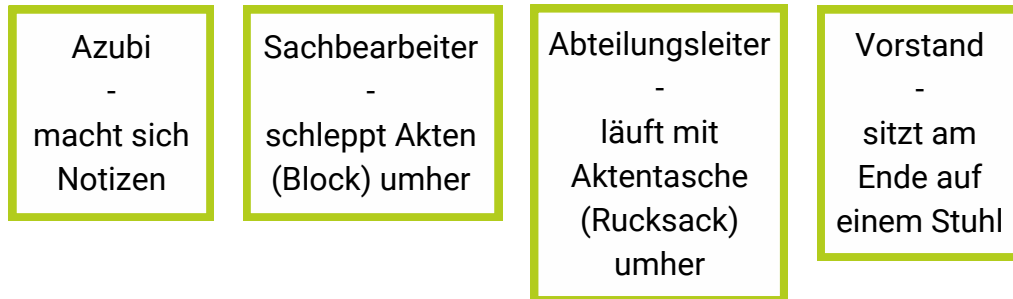 Azubi
-
macht sich
Notizen
Sachbearbeiter
-
schleppt Akten
(Block) umher
Abteilungsleiter
-
läuft mit
Aktentasche
(Rucksack)
umher
Vorstand
-
sitzt am
Ende auf
einem Stuhl